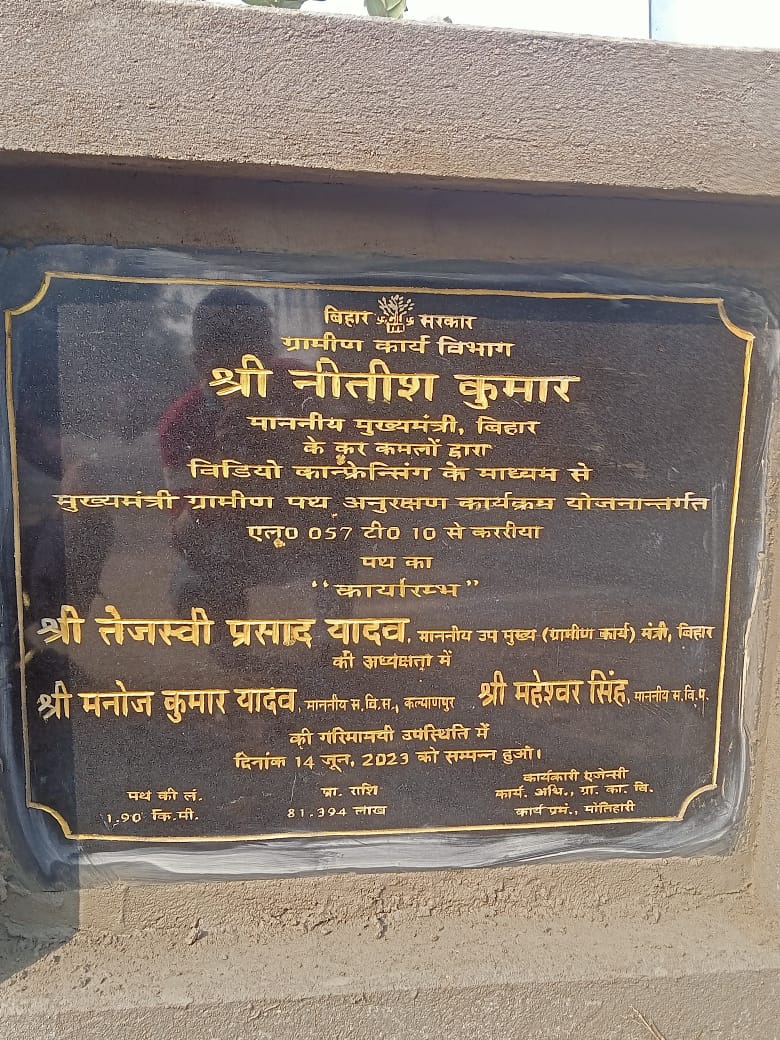 बिहार सरकार
ग्रामीण कार्य विभाग
श्री नीतीश कुमार
माननीय मुख्यमंत्री, बिहार
के कर कमलों द्वारा
विडियो कान्फ्रेन्सिंग के माध्यम से
मुख्यमंत्री ग्रामीण पथ अनुरक्षण कार्यक्रम योजनान्तर्गत
एल0 057 टी0 10 से कररीया
पथ का
“कार्यारम्भ”
श्री तेजस्वी प्रसाद यादव, माननीय उप मुख्य (ग्रामीण कार्य) मंत्री, बिहार
की अध्यक्षता में
श्री मनोज कुमार यादव, माननीय स.वि.स., कल्याणपुर श्री महेश्वर सिंह, माननीय स.वि.प.
की गरिमामयी उपस्थिति में
दिनांक 14 जून, 2023 को सम्पन्न हुआ।
पथ की लं. प्रा. राशि कार्यकारी एजेन्सी
1.90 कि.मी. 81.394 लाख कार्य. अभि., ग्रा. का. वि.
कार्य प्रमं., मोतिहारी